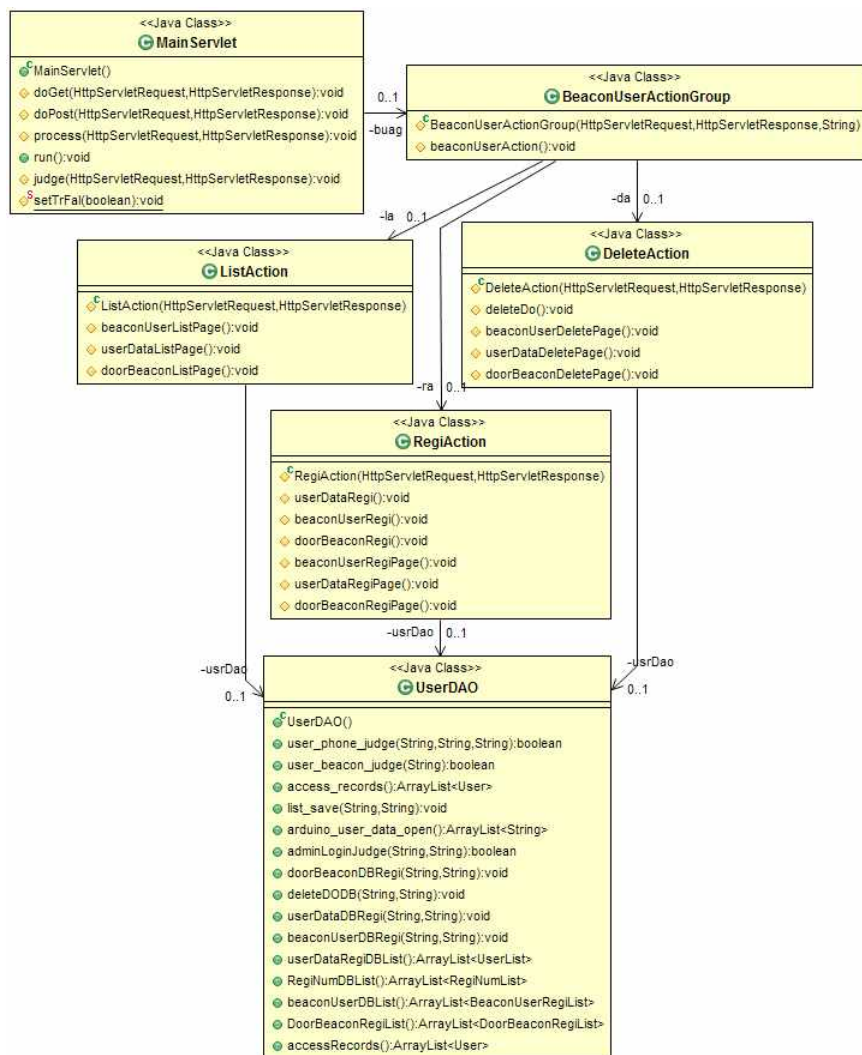 <<Java Class>>
MainServlet
MainServlet()
doGet(HttpServletRequest,HttpServletResponse):void
doPost(HttpServletRequest,HttpServletResponse):void
process(HttpServletRequest,HttpServletResponse):void
run():void
judge(HttpServletRequest,HttpServletResponse):void
setTrFal(boolean):void
0..1
-buag
<<Java Class>>
BeaconUserActionGroup
BeaconUserActionGroup(HttpServletRequest,HttpServletResponse,String)
beaconUserAction():void
-la 0..1
-da 0..1
<<Java Class>>
ListAction
ListAction(HttpServletRequest,HttpServletResponse)
beaconUserListPage():void
userDataListPage():void
doorBeaconListPage():void
<<Java Class>>
DeleteAction
DeleteAction(HttpServletRequest,HttpServletResponse)
deleteDo():void
beaconUserDeletePage():void
userDataDeletePage():void
doorBeaconDeletePage():void
-ra 0..1
<<Java Class>>
RegiAction
RegiAction(HttpServletRequest,HttpServletResponse)
userDataRegi():void
beaconUserRegi():void
doorBeaconRegi():void
beaconUserRegiPage():void
userDataRegiPage():void
doorBeaconRegiPage():void
-usrDao 0..1
-usrDao
0..1
-usrDao
0..1
<<Java Class>>
UserDAO
UserDAO()
user_phone_judge(String,String,String):boolean
user_beacon_judge(String):boolean
access_records():ArrayList<User>
list_save(String,String):void
arduino_user_data_open():ArrayList<String>
adminLoginJudge(String,String):boolean
doorBeaconDBRegi(String,String):void
deleteDODB(String,String):void
userDataDBRegi(String,String):void
beaconUserDBRegi(String,String):void
userDataRegiDBList():ArrayList<UserList>
RegiNumDBList():ArrayList<RegiNumList>
beaconUserDBList():ArrayList<BeaconUserRegiList>
DoorBeaconRegiList():ArrayList<DoorBeaconRegiList>
accessRecords():ArrayList<User>